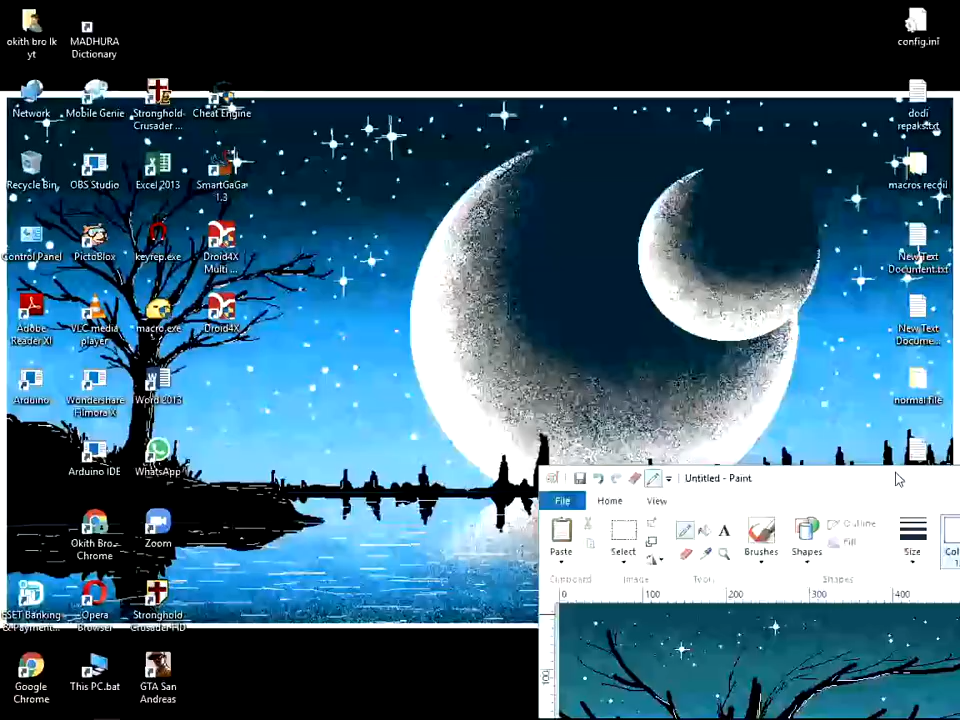 okith bro lk
yt
MADHURA
Dictionary
config.ini
Network
Mobile Genie
Stronghold
Crusader ...
Cheat Engine
dodi
repaks.txt
Recycle Bin
OBS Studio
Excel 2013
SmartGaGa
1.3
macros recoil
Control Panel
PictoBlox
keyrep.exe
Droid4X
Multi ...
New Text
Document.txt
Adobe
Reader XI
VLC media
player
macro.exe
Droid4X
New Text
Docume...
Arduino
Wondershare
Filmora X
Word 2013
normal file
Arduino IDE
WhatsApp
Okith Bro -
Chrome
Zoom
ESET Banking
& Payment...
Opera
Browser
Stronghold
Crusader HD
Google
Chrome
This PC.bat
GTA San
Andreas
Untitled - Paint
File
Home
View
Paste
Select
Brushes
Shapes
Outline
Fill
Size
Col
1
Clipboard
Image
Tools
Shapes
0
100
200
300
400
100